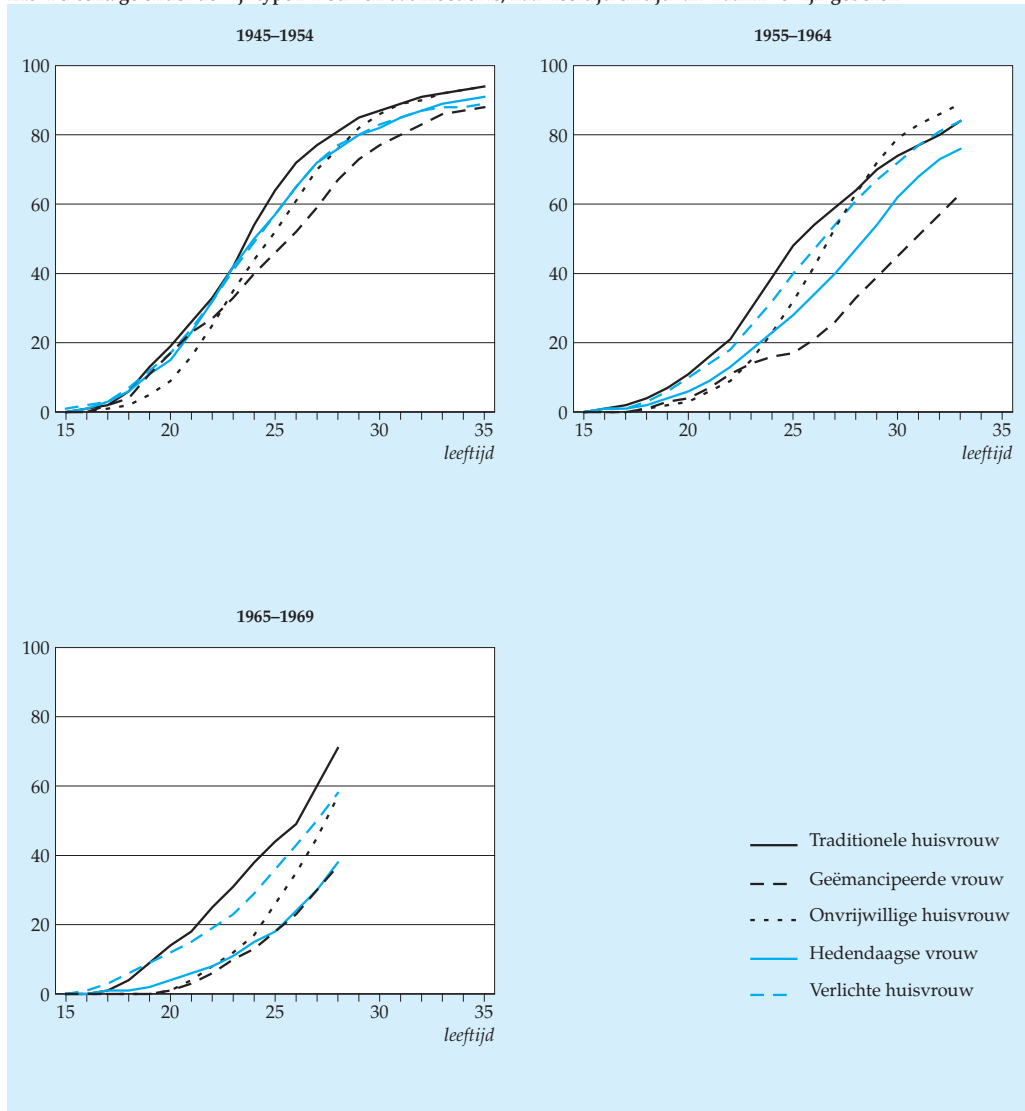 1945–1954
100
80
60
40
20
0
15 20 25 30 35
leeftijd
1955–1964
100
80
60
40
20
0
15 20 25 30 35
leeftijd
1965–1969
100
80
60
40
20
0
15 20 25 30 35
leeftijd
Traditionele huisvrouw
Geëmancipeerde vrouw
Onvrijwillige huisvrouw
Hedendaagse vrouw
Verlichte huisvrouw